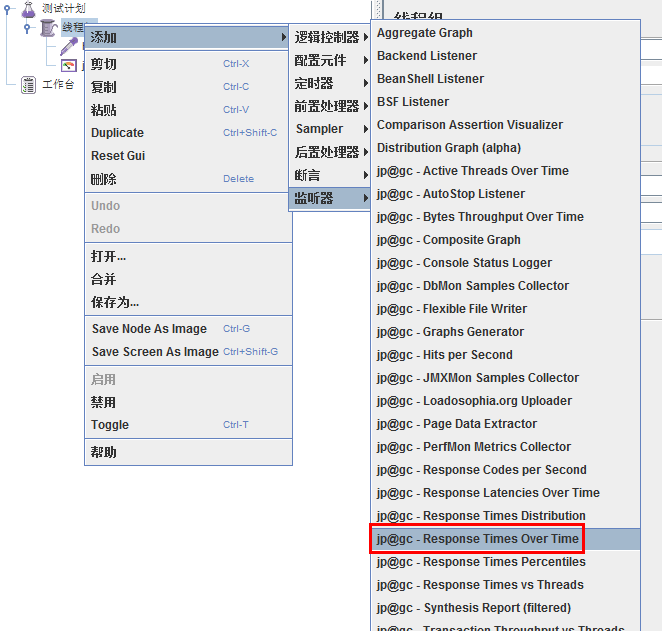 测试计划
线程
工作台
添加
剪切 Ctrl-X
复制 Ctrl-C
粘贴 Ctrl-V
Duplicate Ctrl+Shift-C
Reset Gui
删除 Delete
Undo
Redo
打开...
合并
保存为...
Save Node As Image Ctrl-G
Save Screen As Image Ctrl+Shift-G
启用
禁用
Toggle Ctrl-T
帮助
逻辑控制器
配置元件
定时器
前置处理器
Sampler
后置处理器
断言
监听器
线程组
Aggregate Graph
Backend Listener
BeanShell Listener
BSF Listener
Comparison Assertion Visualizer
Distribution Graph (alpha)
jp@gc - Active Threads Over Time
jp@gc - AutoStop Listener
jp@gc - Bytes Throughput Over Time
jp@gc - Composite Graph
jp@gc - Console Status Logger
jp@gc - DbMon Samples Collector
jp@gc - Flexible File Writer
jp@gc - Graphs Generator
jp@gc - Hits per Second
jp@gc - JMXMon Samples Collector
jp@gc - Loadosophia.org Uploader
jp@gc - Page Data Extractor
jp@gc - PerfMon Metrics Collector
jp@gc - Response Codes per Second
jp@gc - Response Latencies Over Time
jp@gc - Response Times Distribution
jp@gc - Response Times Over Time
jp@gc - Response Times Percentiles
jp@gc - Response Times vs Threads
jp@gc - Synthesis Report (filtered)
jp@gc - Transaction Throughput vs Threads